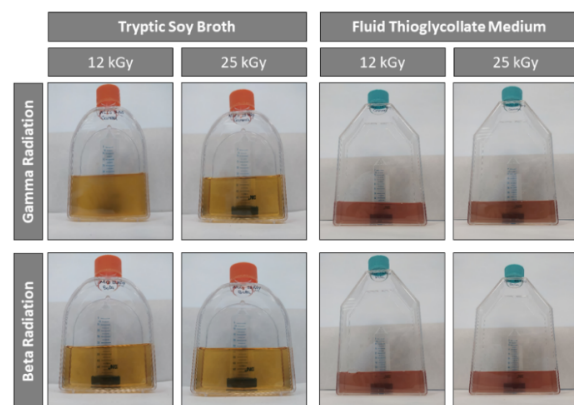 Tryptic Soy Broth
Fluid Thioglycollate Medium
12 kGy
25 kGy
12 kGy
25 kGy
Gamma Radiation
Beta Radiation